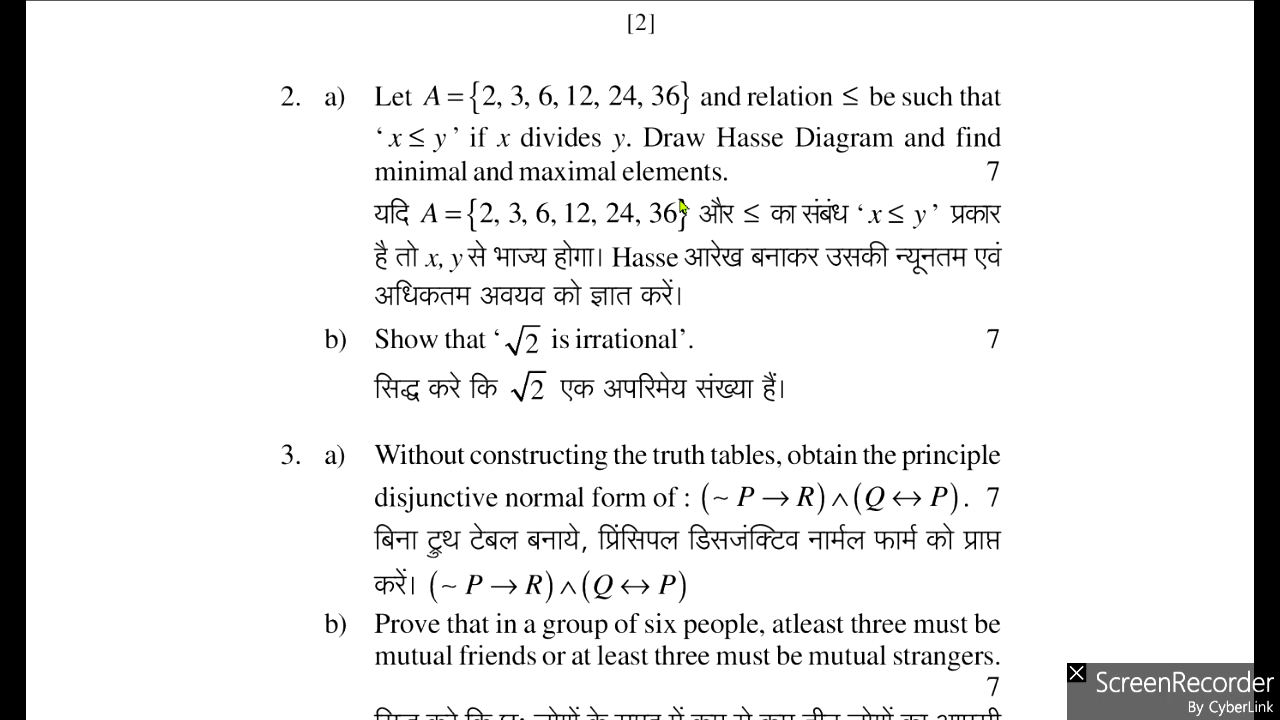 [2]
2. a) Let A = {2, 3, 6, 12, 24, 36} and relation ≤ be such that
‘x ≤ y’ if x divides y. Draw Hasse Diagram and find
minimal and maximal elements. 7
यदि A = {2, 3, 6, 12, 24, 36} और ≤ का संबंध ‘x ≤ y’ प्रकार
है तो x, y से भाज्य होगा। Hasse आरेख बनाकर उसकी न्यूनतम एवं
अधिकतम अवयव को ज्ञात करें।
b) Show that ‘√2 is irrational’. 7
सिद्ध करे कि √2 एक अपरिमेय संख्या हैं।
3. a) Without constructing the truth tables, obtain the principle
disjunctive normal form of : (~ P → R) ∧ (Q ↔ P). 7
बिना ट्रुथ टेबल बनाये, प्रिंसिपल डिसजंक्टिव नार्मल फार्म को प्राप्त
करें। (~ P → R) ∧ (Q ↔ P)
b) Prove that in a group of six people, atleast three must be
mutual friends or at least three must be mutual strangers.
7
ScreenRecorder
By CyberLink